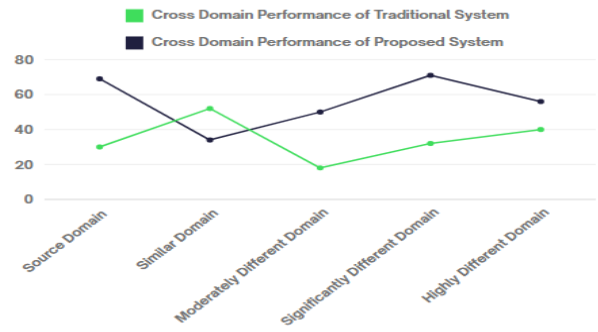 Cross Domain Performance of Traditional System
Cross Domain Performance of Proposed System
80
60
40
20
0
Source Domain
Similar Domain
Moderately Different Domain
Significantly Different Domain
Highly Different Domain